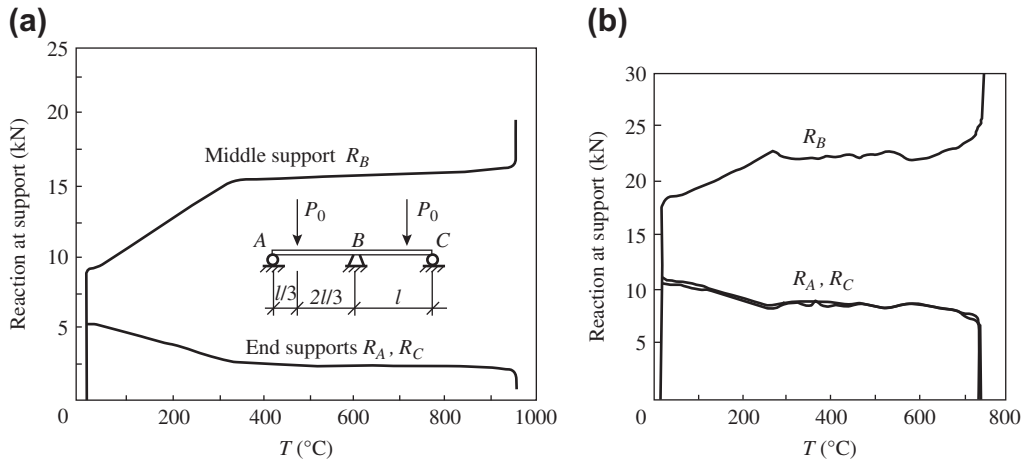 (a)
25
20
15
10
5
0
200
400
600
800
1000
Reaction at support (kN)
T (°C)
Middle support R_B
P_0
P_0
A
B
C
l/3
2l/3
l
End supports R_A , R_C
(b)
30
25
20
15
10
5
0
200
400
600
800
Reaction at support (kN)
T (°C)
R_B
R_A , R_C